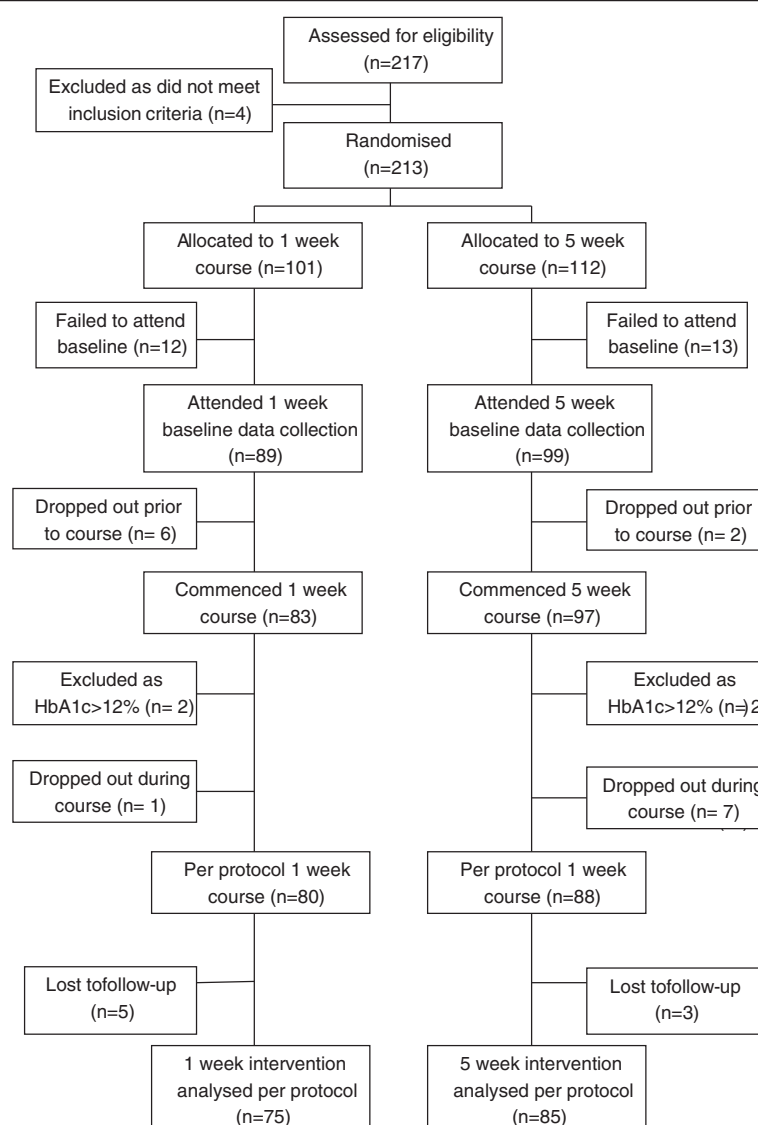 Assessed for eligibility
(n=217)
Excluded as did not meet
inclusion criteria (n=4)
Randomised
(n=213)
Allocated to 1 week
course (n=101)
Allocated to 5 week
course (n=112)
Failed to attend
baseline (n=12)
Failed to attend
baseline (n=13)
Attended 1 week
baseline data collection
(n=89)
Attended 5 week
baseline data collection
(n=99)
Dropped out prior
to course (n= 6)
Dropped out prior
to course (n= 2)
Commenced 1 week
course (n=83)
Commenced 5 week
course (n=97)
Excluded as
HbA1c>12% (n= 2)
Excluded as
HbA1c>12% (n=)2
Dropped out during
course (n= 1)
Dropped out during
course (n= 7)
Per protocol 1 week
course (n=80)
Per protocol 1 week
course (n=88)
Lost tofollow-up
(n=5)
Lost tofollow-up
(n=3)
1 week intervention
analysed per protocol
(n=75)
5 week intervention
analysed per protocol
(n=85)